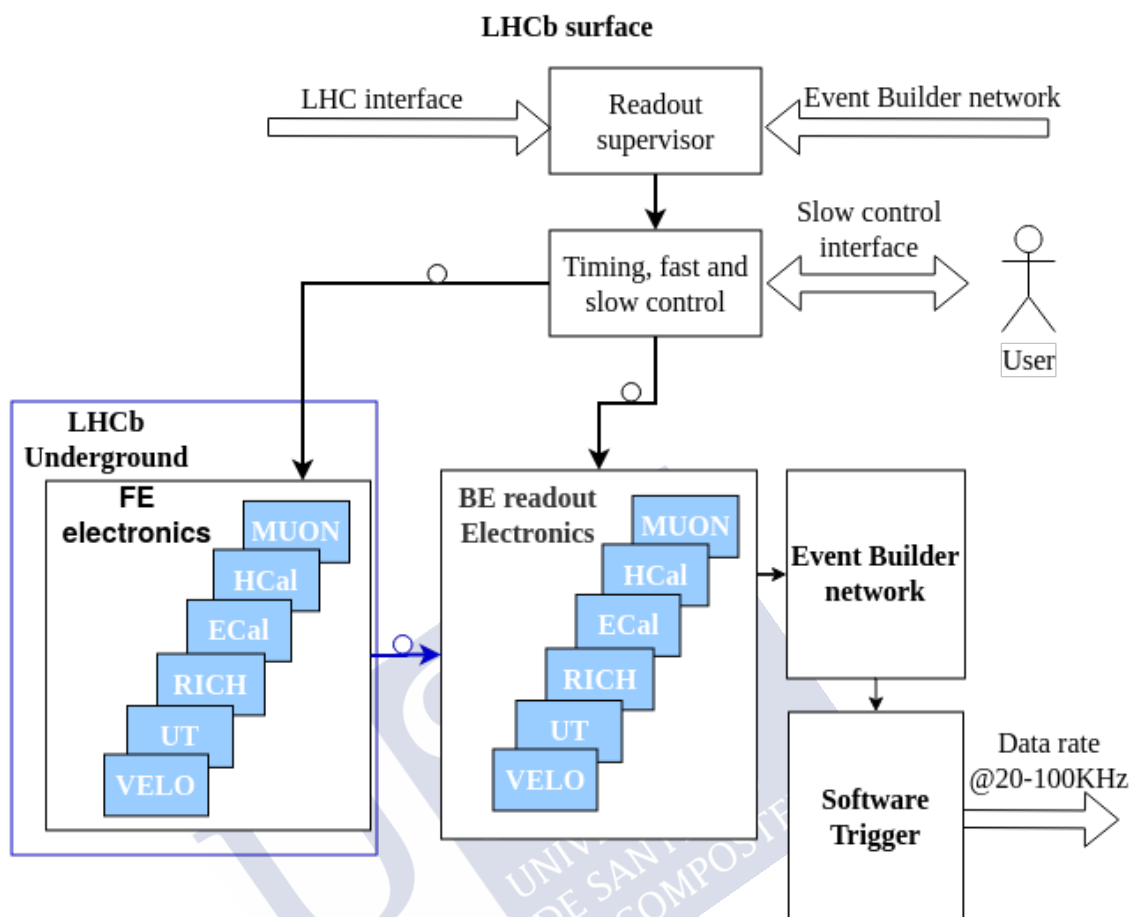 LHCb surface
LHC interface
Readout
supervisor
Event Builder network
Timing, fast and
slow control
Slow control
interface
User
LHCb
Underground
FE
electronics
MUON
HCal
ECal
RICH
UT
VELO
BE readout
Electronics
MUON
HCal
ECal
RICH
UT
VELO
Event Builder
network
Software
Trigger
Data rate
@20-100KHz